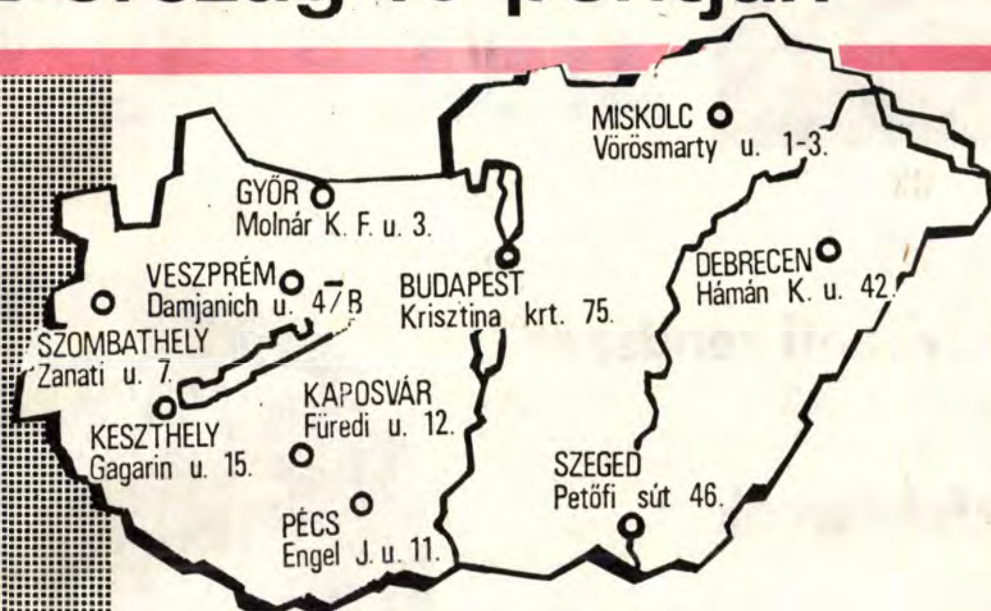 MISKOLC
Vörösmarty u. 1-3.
GYŐR
Molnár K. F. u. 3.
VESZPRÉM
Damjanich u. 47/B
BUDAPEST
Krisztina krt. 75.
DEBRECEN
Hámán K. u. 42.
SZOMBATHELY
Zanati u. 7.
KESZTHELY
Gagarin u. 15.
KAPOSVÁR
Füredi u. 12.
SZEGED
Petőfi sút 46.
PÉCS
Engel J. u. 11.